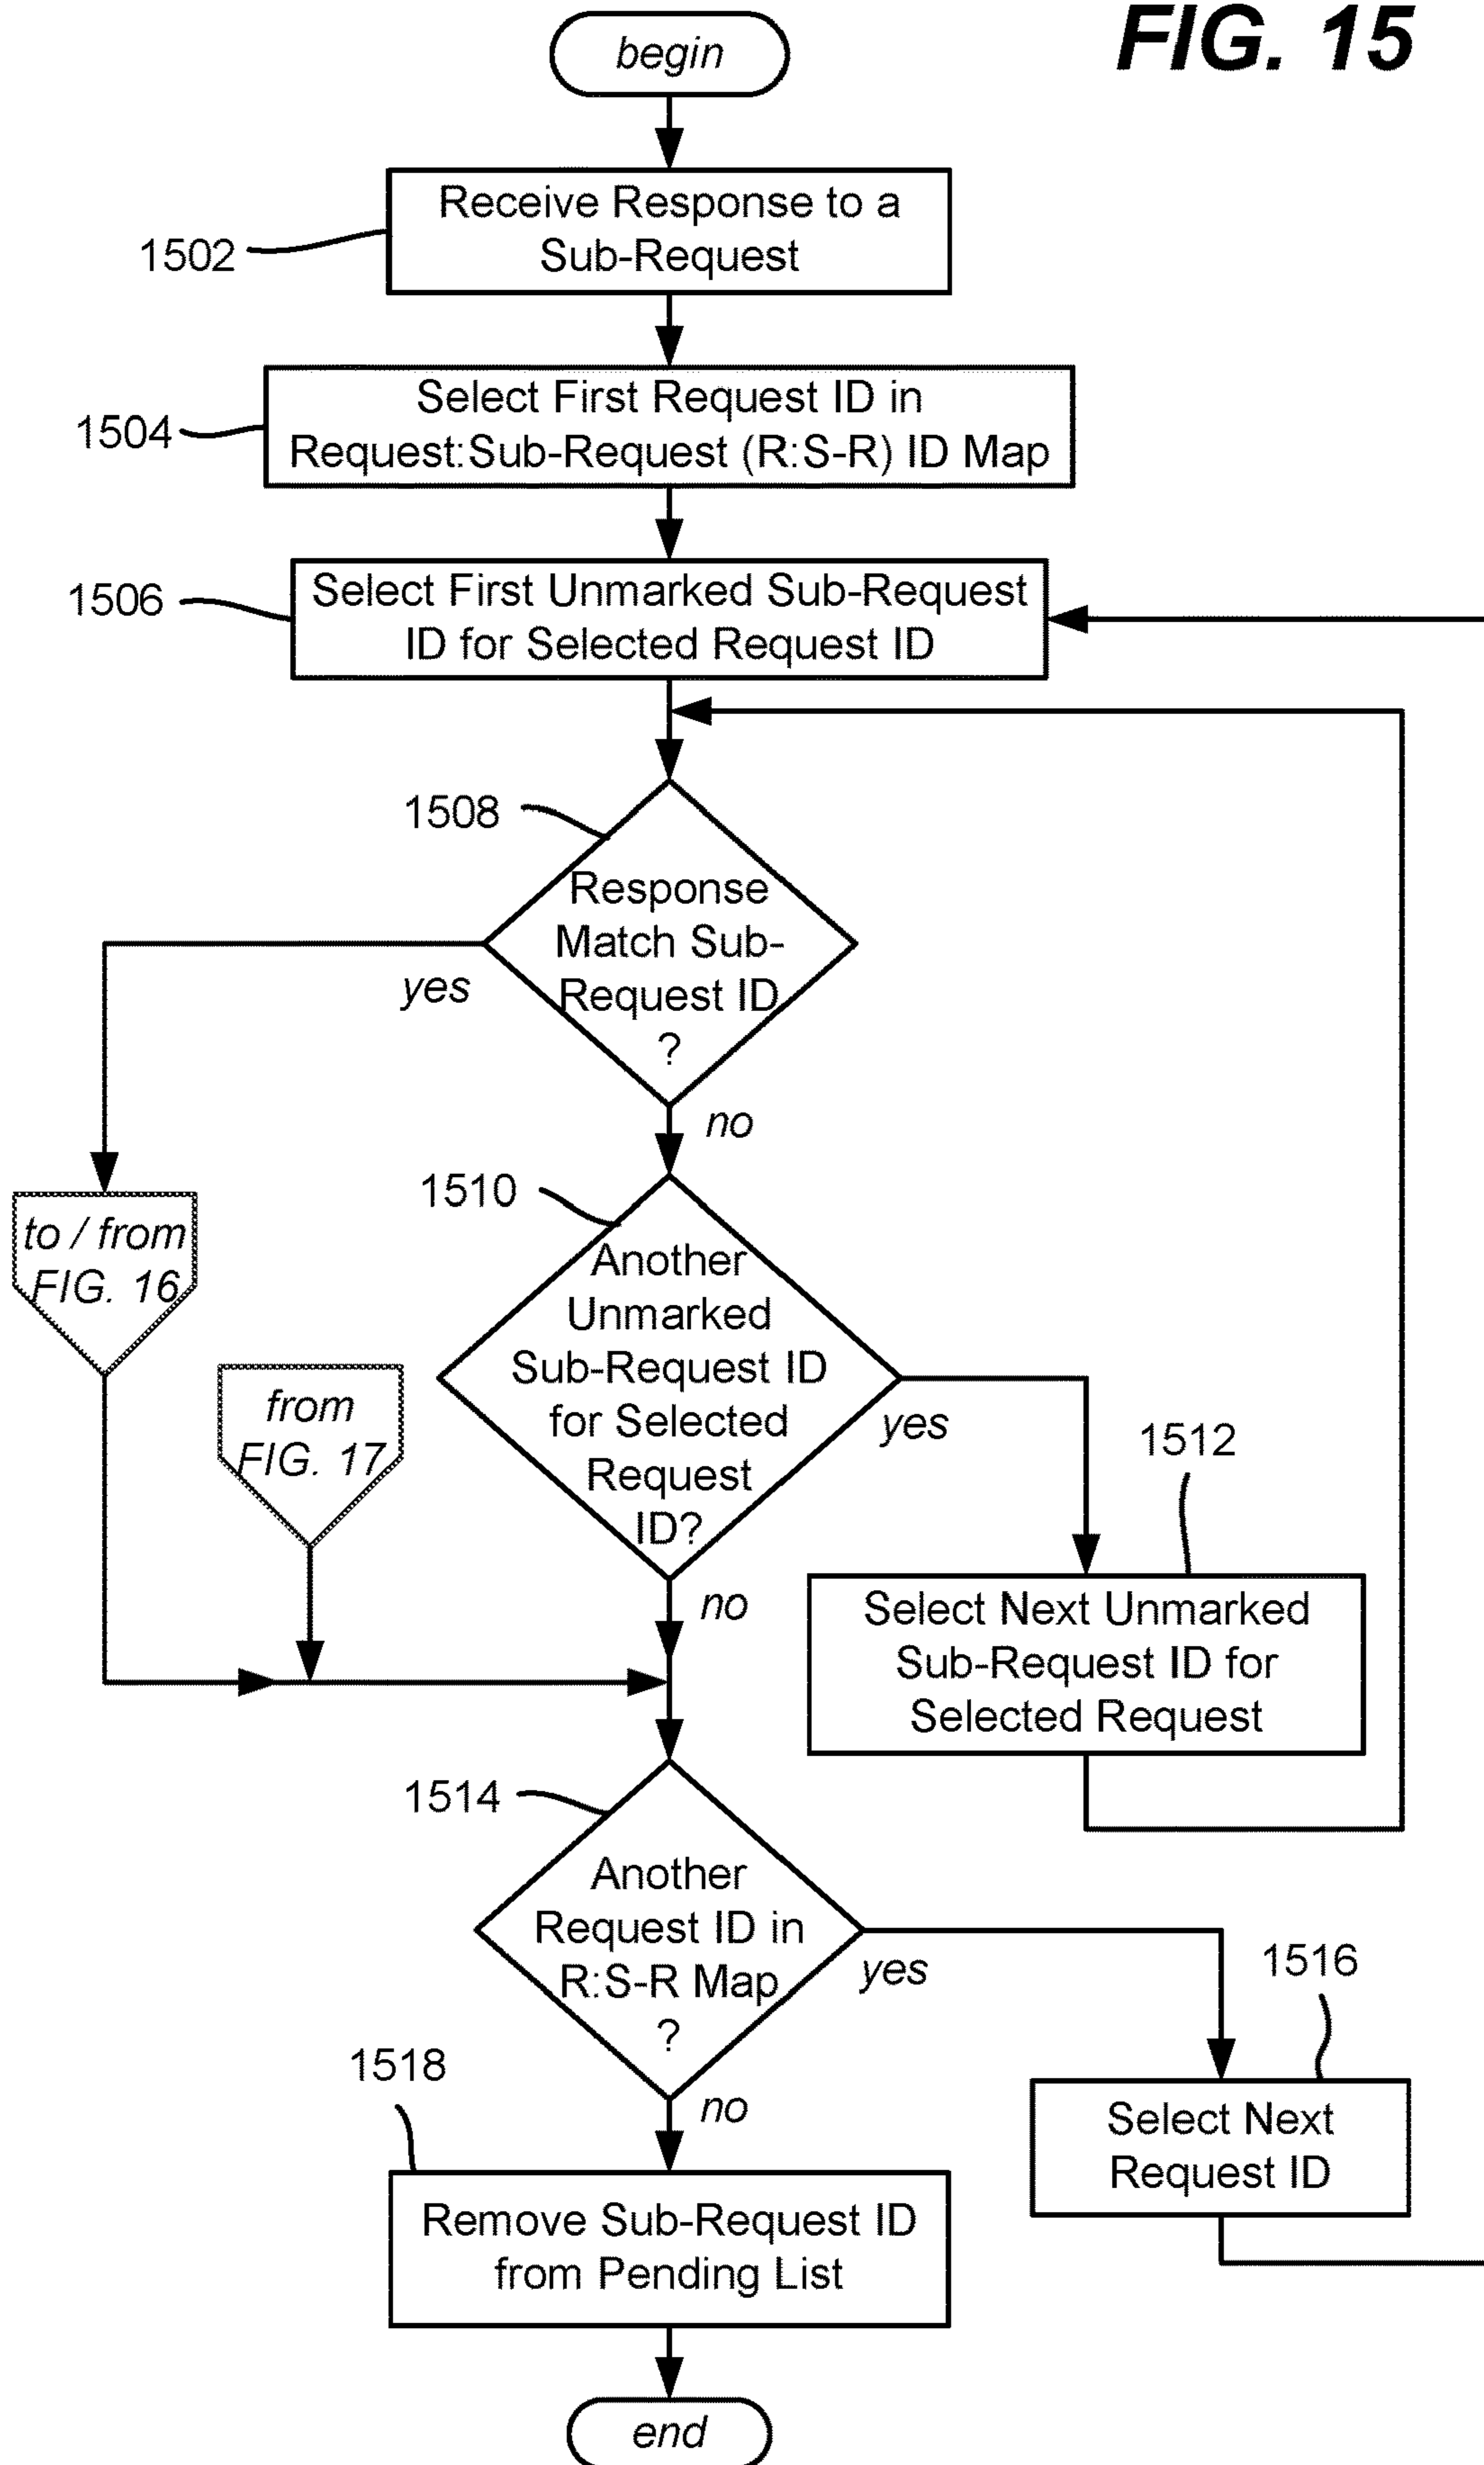 FIG. 15
begin
Receive Response to a
Sub-Request
1502
Select First Request ID in
Request:Sub-Request (R:S-R) ID Map
1504
Select First Unmarked Sub-Request
ID for Selected Request ID
1506
1508
Response
Match Sub-
Request ID
?
yes
no
to / from
FIG. 16
1510
Another
Unmarked
Sub-Request ID
for Selected
Request
ID?
yes
no
from
FIG. 17
1512
Select Next Unmarked
Sub-Request ID for
Selected Request
1514
Another
Request ID in
R:S-R Map
?
yes
no
1516
Select Next
Request ID
1518
Remove Sub-Request ID
from Pending List
end